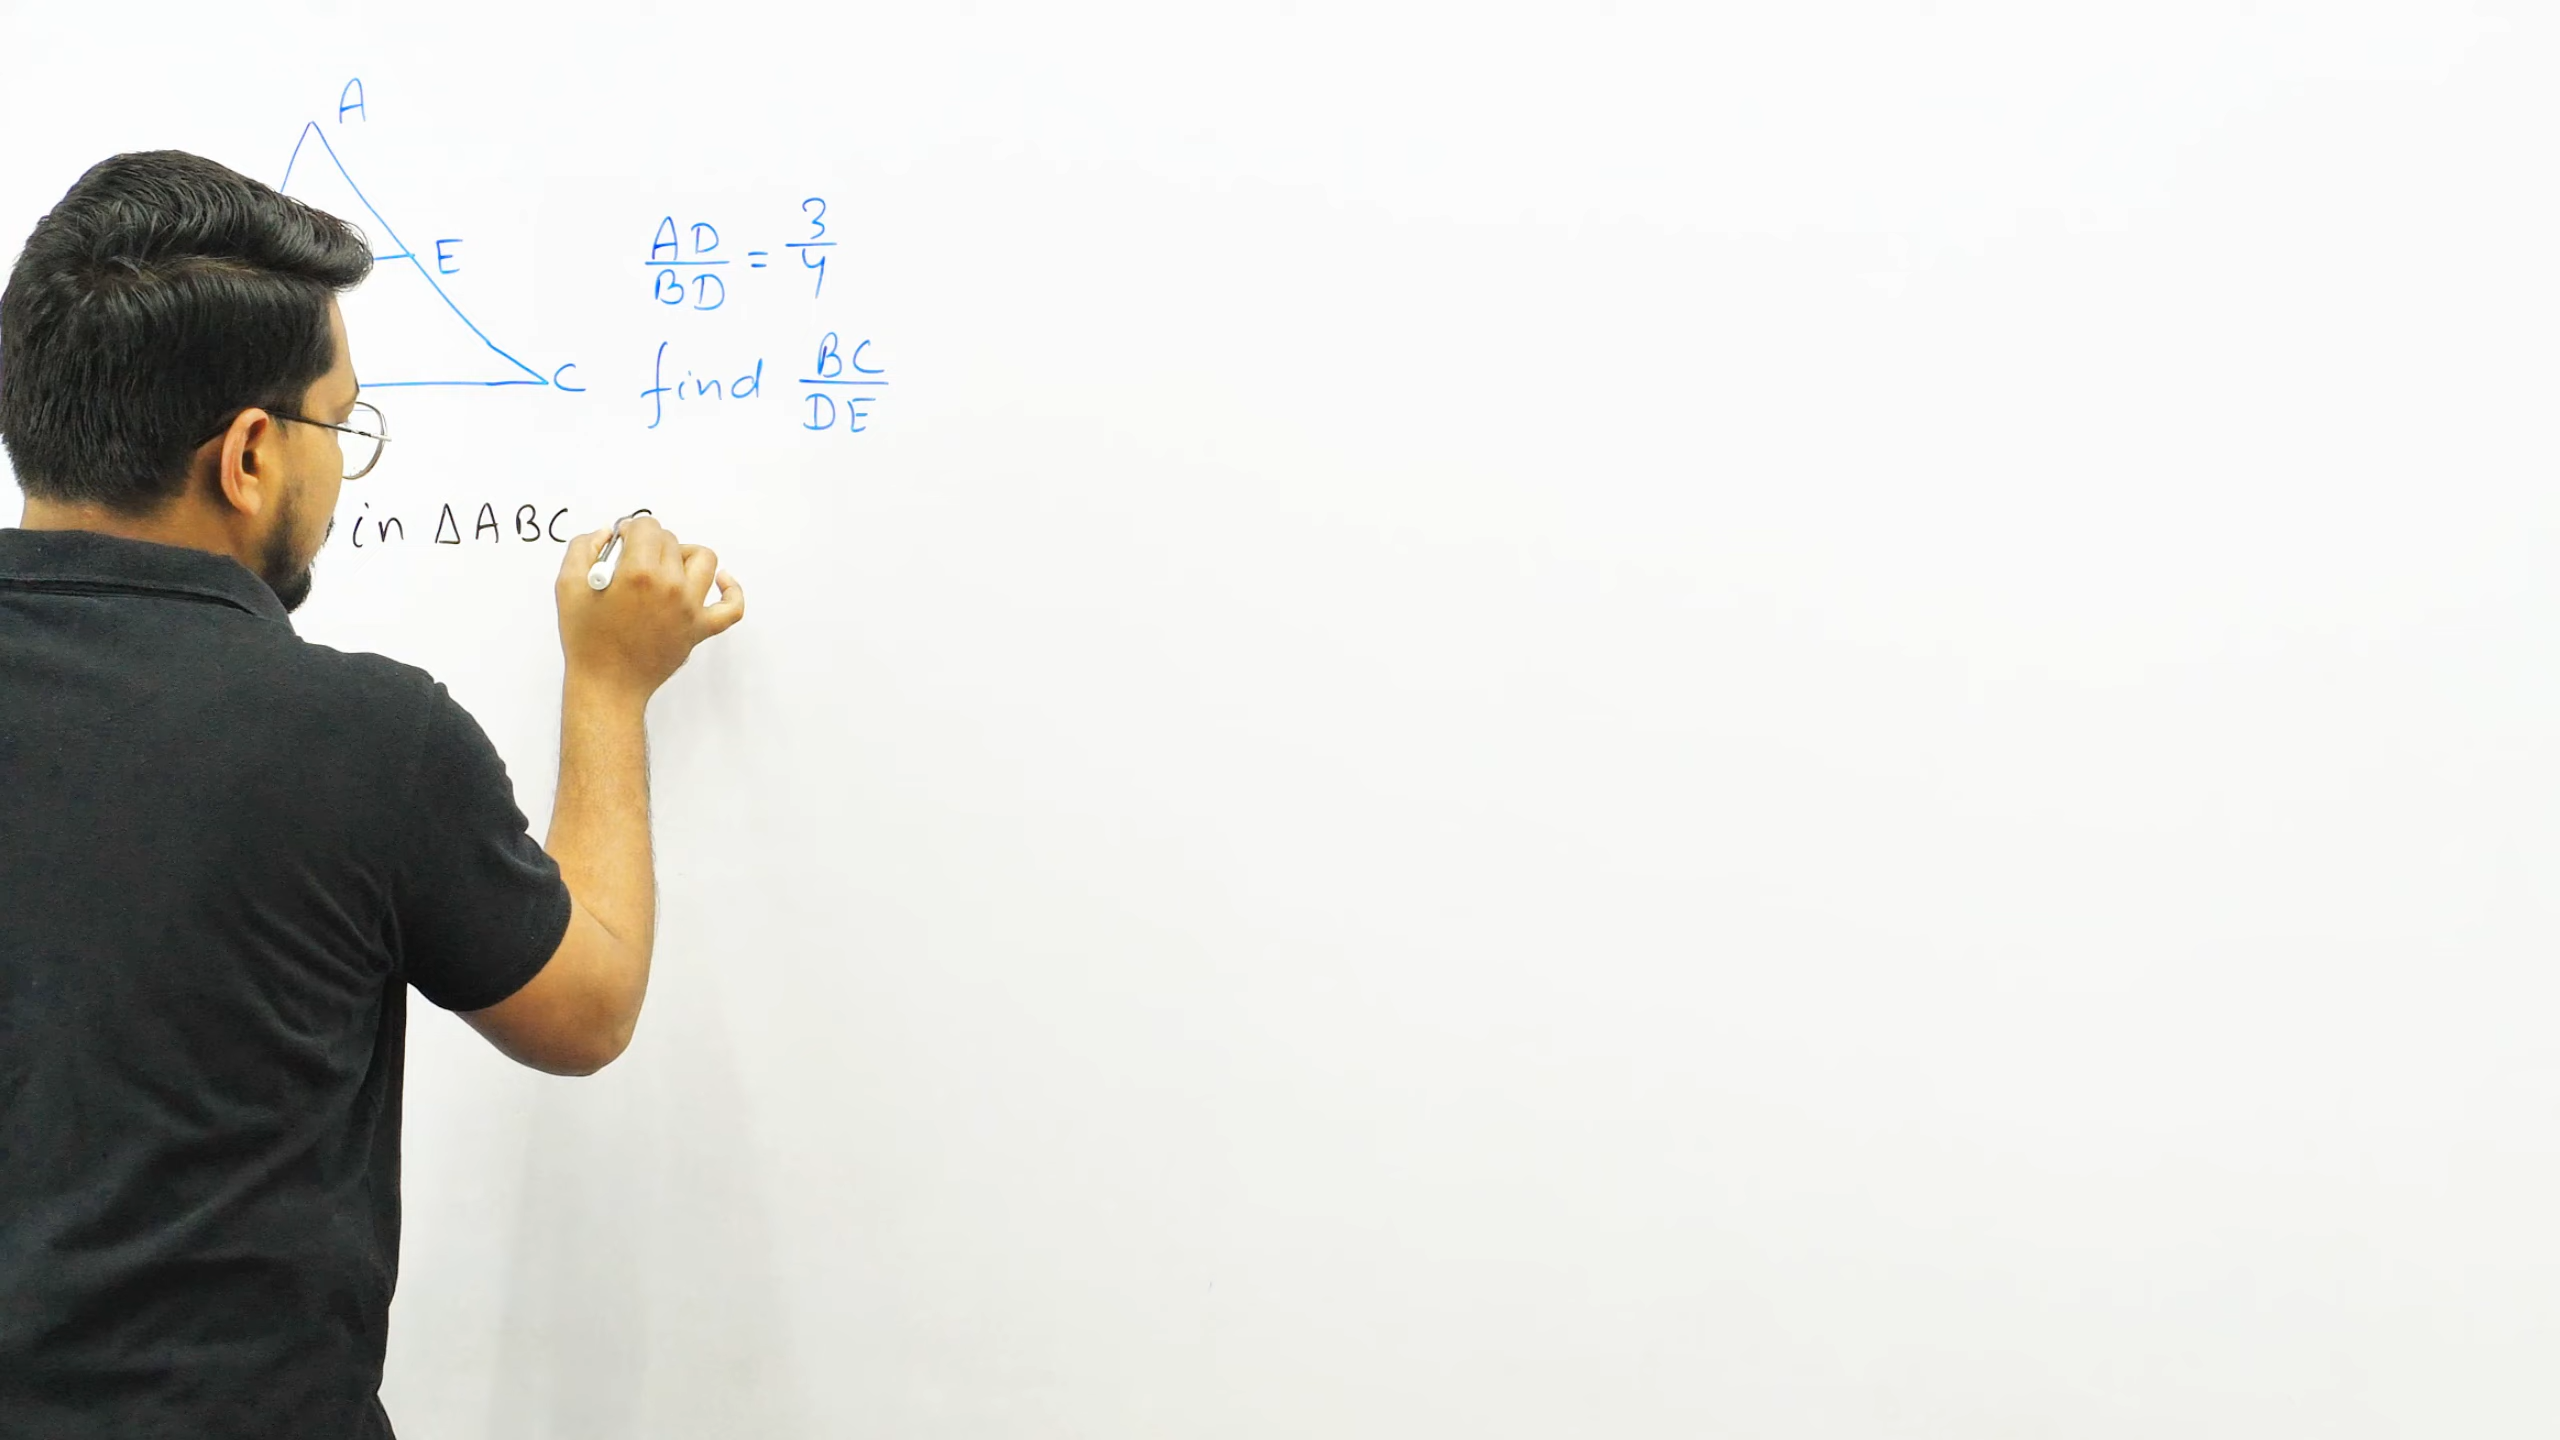 A
E
AD/BD = 3/4
C
find BC/DE
in ΔABC